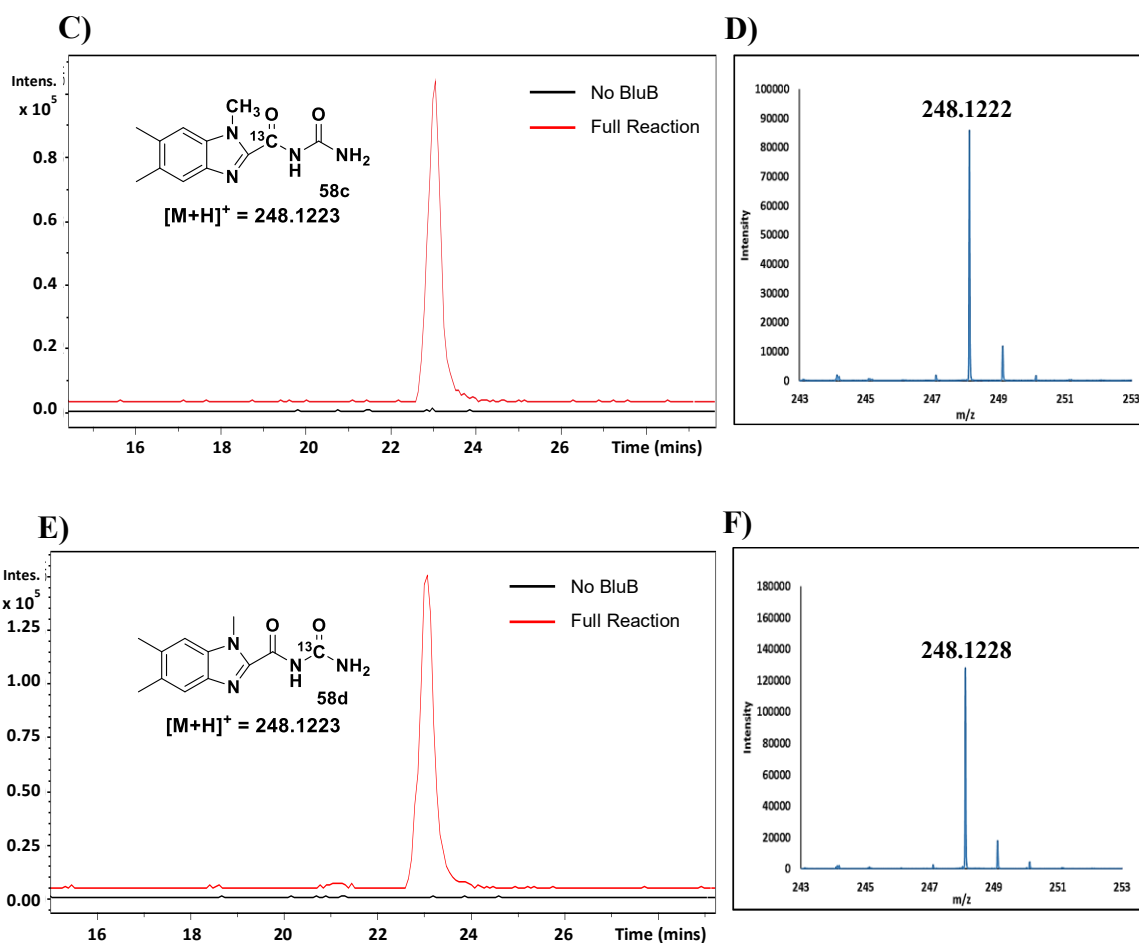 C)
Intens.
x 10⁵
0.8
0.6
0.4
0.2
0.0
16
18
20
22
24
26
28
Time (mins)
No BluB
Full Reaction
CH₃
O
O
N
13C
N
H
NH₂
N
58c
[M+H]⁺ = 248.1223
D)
248.1222
100000
90000
80000
70000
60000
50000
40000
30000
20000
10000
0
Intensity
243
245
247
249
251
253
m/z
E)
Intes.
x 10⁵
1.25
1.00
0.75
0.50
0.25
0.00
16
18
20
22
24
26
28
Time (mins)
No BluB
Full Reaction
O
O
N
13C
N
H
NH₂
N
58d
[M+H]⁺ = 248.1223
F)
248.1228
180000
160000
140000
120000
100000
80000
60000
40000
20000
0
Intensity
243
245
247
249
251
253
m/z